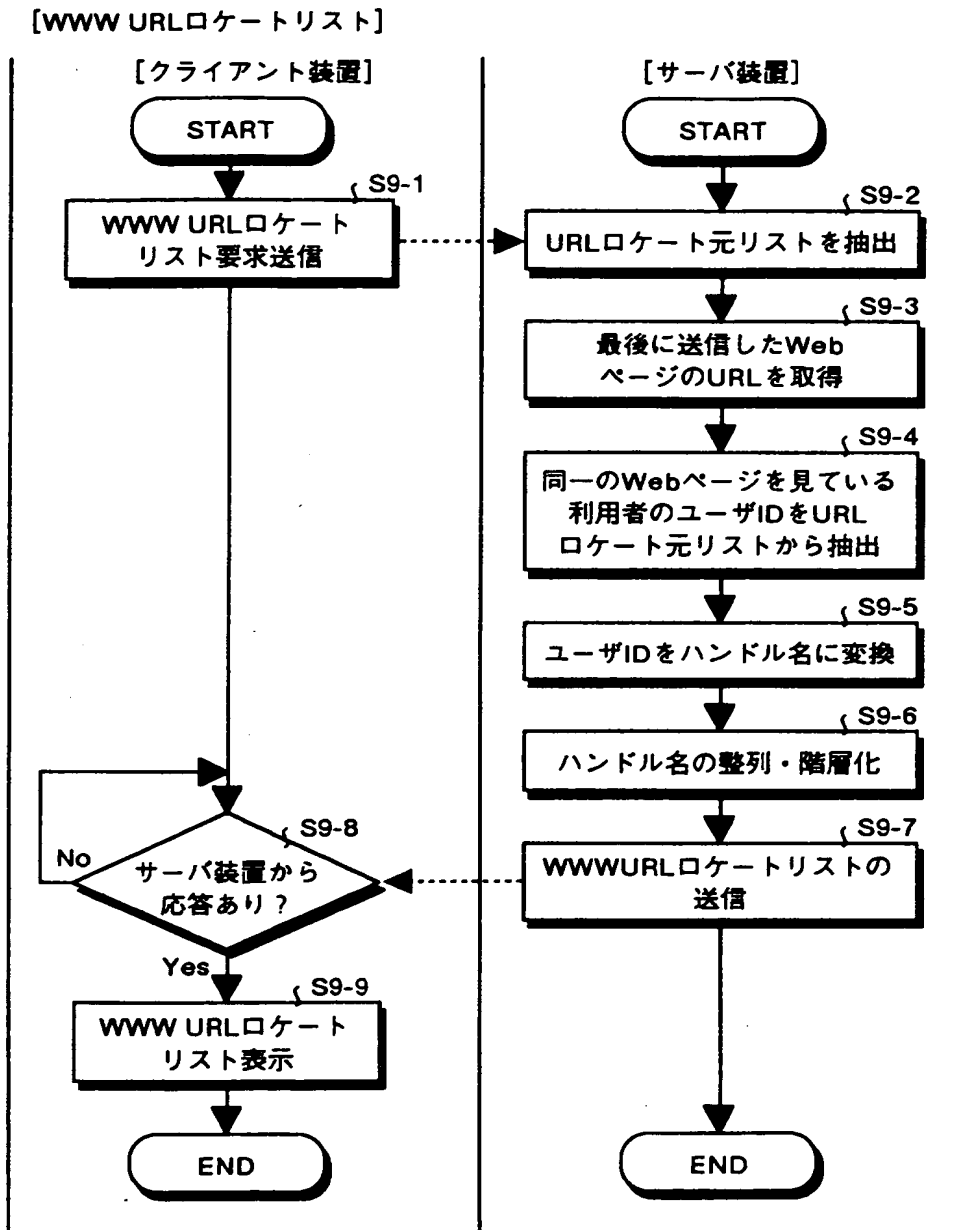 [WWW URLロケートリスト]
[クライアント装置]
START
S9-1
WWW URLロケート
リスト要求送信
S9-8
No
サーバ装置から
応答あり?
Yes
S9-9
WWW URLロケート
リスト表示
END
[サーバ装置]
START
S9-2
URLロケート元リストを抽出
S9-3
最後に送信したWeb
ページのURLを取得
S9-4
同一のWebページを見ている
利用者のユーザIDをURL
ロケート元リストから抽出
S9-5
ユーザIDをハンドル名に変換
S9-6
ハンドル名の整列・階層化
S9-7
WWWURLロケートリストの
送信
END